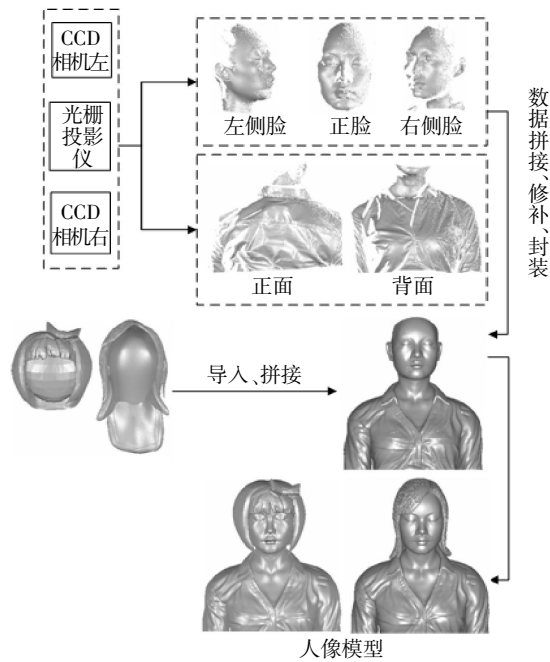 CCD
相机左
光栅
投影
仪
CCD
相机右
左侧脸
正脸
右侧脸
正面
背面
数据拼接、修补、封装
导入、拼接
人像模型